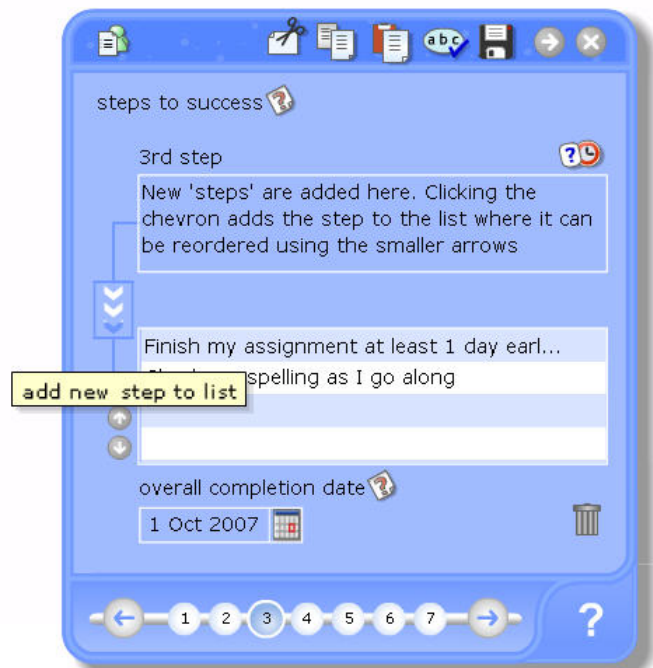 abc
steps to success ?
3rd step ?
New 'steps' are added here. Clicking the
chevron adds the step to the list where it can
be reordered using the smaller arrows
Finish my assignment at least 1 day earl...
spelling as I go along
add new step to list
overall completion date ?
1 Oct 2007
1 2 3 4 5 6 7 ?